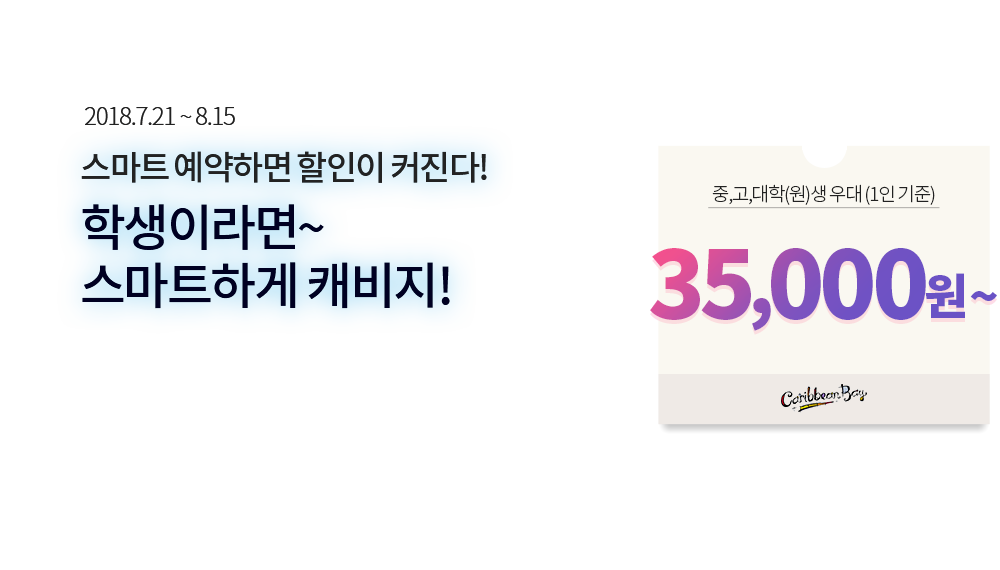 2018.7.21 ~ 8.15
스마트 예약하면 할인이 커진다!
학생이라면~
스마트하게 캐비지!
중,고,대학(원)생 우대 (1인 기준)
35,000원~
Caribbean Bay